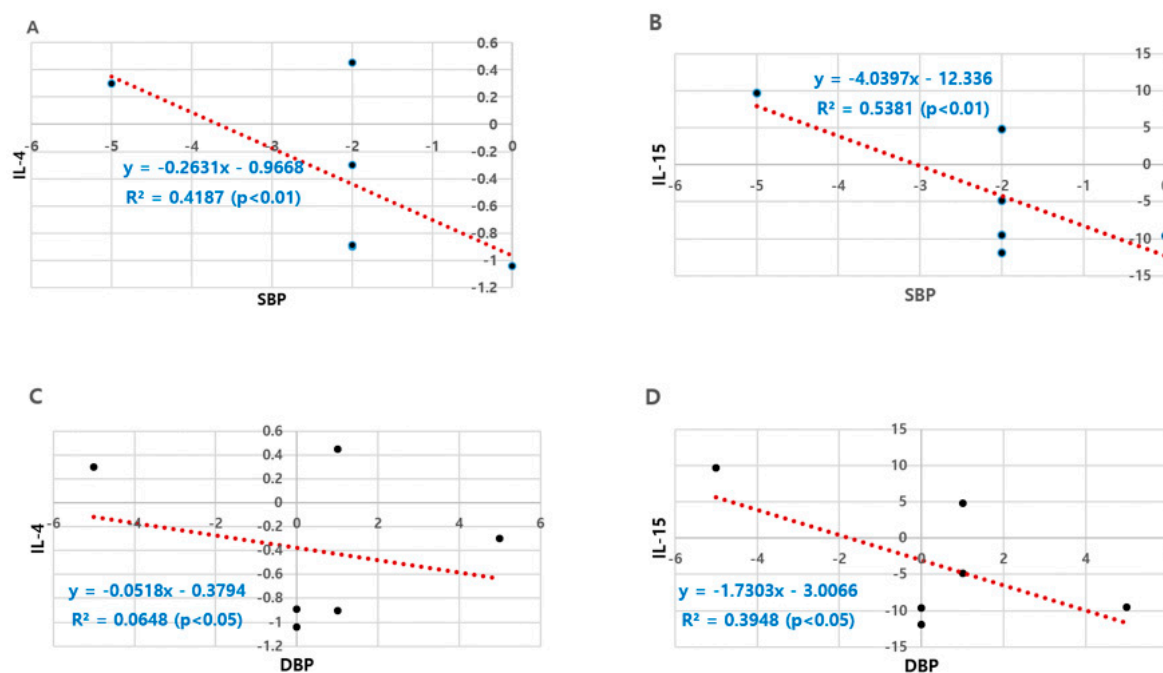 A
0.6
0.4
0.2
0
-0.2
-0.4
-0.6
-0.8
-1
-1.2
-6 -5 -4 -3 -2 -1 0
IL-4
y = -0.2631x - 0.9668
R² = 0.4187 (p<0.01)
SBP
B
15
10
5
0
-5
-10
-15
-6 -5 -4 -3 -2 -1
IL-15
y = -4.0397x - 12.336
R² = 0.5381 (p<0.01)
SBP
C
0.6
0.4
0.2
0
-0.2
-0.4
-0.6
-0.8
-1
-1.2
-6 -4 -2 0 2 4 6
IL-4
y = -0.0518x - 0.3794
R² = 0.0648 (p<0.05)
DBP
D
15
10
5
0
-5
-10
-15
-6 -4 -2 0 2 4
IL-15
y = -1.7303x - 3.0066
R² = 0.3948 (p<0.05)
DBP